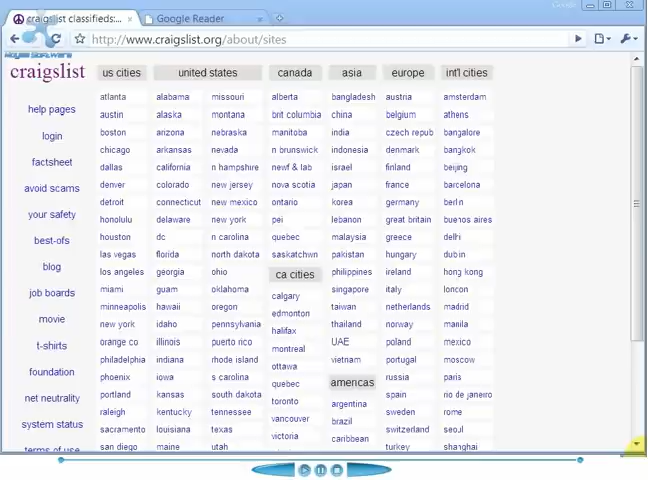 Google
craigslist classifieds:...
Google Reader
http://www.craigslist.org/about/sites
craigslist
help pages
login
factsheet
avoid scams
your safety
best-ofs
blog
job boards
movie
t-shirts
foundation
net neutrality
system status
terms of use
us cities
atlanta
austin
boston
chicago
dallas
denver
detroit
honolulu
houston
las vegas
los angeles
miami
minneapolis
new york
orange co
philadelphia
phoenix
portland
raleigh
sacramento
san diego
united states
alabama
alaska
arizona
arkansas
california
colorado
connecticut
delaware
dc
florida
georgia
guam
hawaii
idaho
illinois
indiana
iowa
kansas
kentucky
louisiana
maine
missouri
montana
nebraska
nevada
n hampshire
new jersey
new mexico
new york
n carolina
north dakota
ohio
oklahoma
oregon
pennsylvania
puerto rico
rhode island
s carolina
south dakota
tennessee
texas
utah
canada
alberta
brit columbia
manitoba
n brunswick
newf & lab
nova scotia
ontario
pei
quebec
saskatchwn
ca cities
calgary
edmonton
halifax
montreal
ottawa
quebec
toronto
vancouver
victoria
asia
bangladesh
china
india
indonesia
israel
japan
korea
lebanon
malaysia
pakistan
philippines
singapore
taiwan
thailand
UAE
vietnam
americas
argentina
brazil
caribbean
europe
austria
belgium
czech repub
denmark
finland
france
germany
great britain
greece
hungary
ireland
italy
netherlands
norway
poland
portugal
russia
spain
sweden
switzerland
turkey
int'l cities
amsterdam
athens
bangalore
bangkok
beijing
barcelona
berlin
buenos aires
delhi
dublin
hong kong
london
madrid
manila
mexico
moscow
paris
rio de janeiro
rome
seoul
shanghai